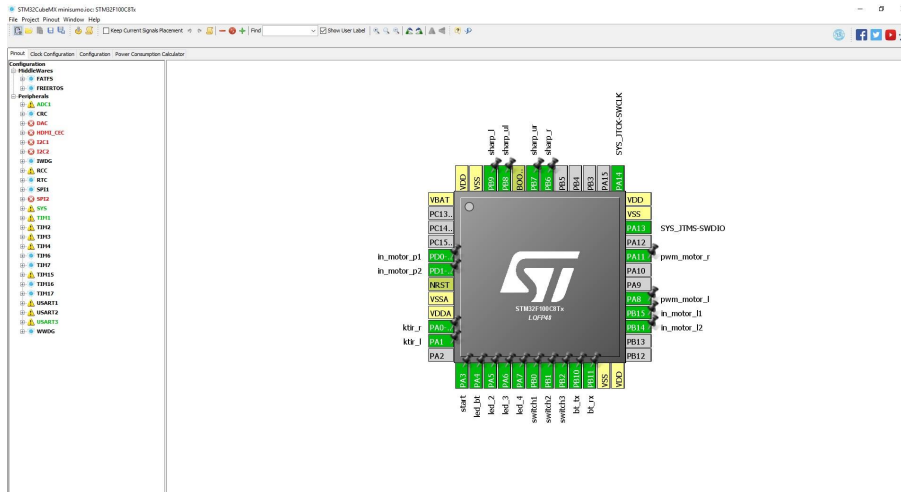 STM32CubeMX minisumo.ioc: STM32F100C8Tx
File Project Pinout Window Help
Keep Current Signals Placement
Find
Show User Label
Pinout Clock Configuration Configuration Power Consumption Calculator
Configuration
MiddleWares
FATFS
FREERTOS
Peripherals
ADC1
CRC
DAC
HDMI_CEC
I2C1
I2C2
IWDG
RCC
RTC
SPI1
SPI2
SYS
TIM1
TIM2
TIM3
TIM4
TIM6
TIM7
TIM15
TIM16
TIM17
USART1
USART2
USART3
WWDG
sharp_l
sharp_ul
sharp_ur
sharp_r
SYS_JTCK-SWCLK
VDD
VSS
PB9
PB8
BOO..
PB7
PB6
PB5
PB4
PB3
PA15
PA14
VBAT
PC13..
PC14..
PC15..
in_motor_p1 PD0-..
in_motor_p2 PD1-..
NRST
VSSA
VDDA
ktir_r PA0-..
ktir_l PA1
PA2
ST
STM32F100C8Tx
LQFP48
VDD
VSS
PA13 SYS_JTMS-SWDIO
PA12
PA11 pwm_motor_r
PA10
PA9
PA8 pwm_motor_l
PB15 in_motor_l1
PB14 in_motor_l2
PB13
PB12
PA3
PA4
PA5
PA6
PA7
PB0
PB1
PB2
PB10
PB11
VSS
VDD
start
led_bt
led_2
led_3
led_4
switch1
switch2
switch3
bt_tx
bt_rx